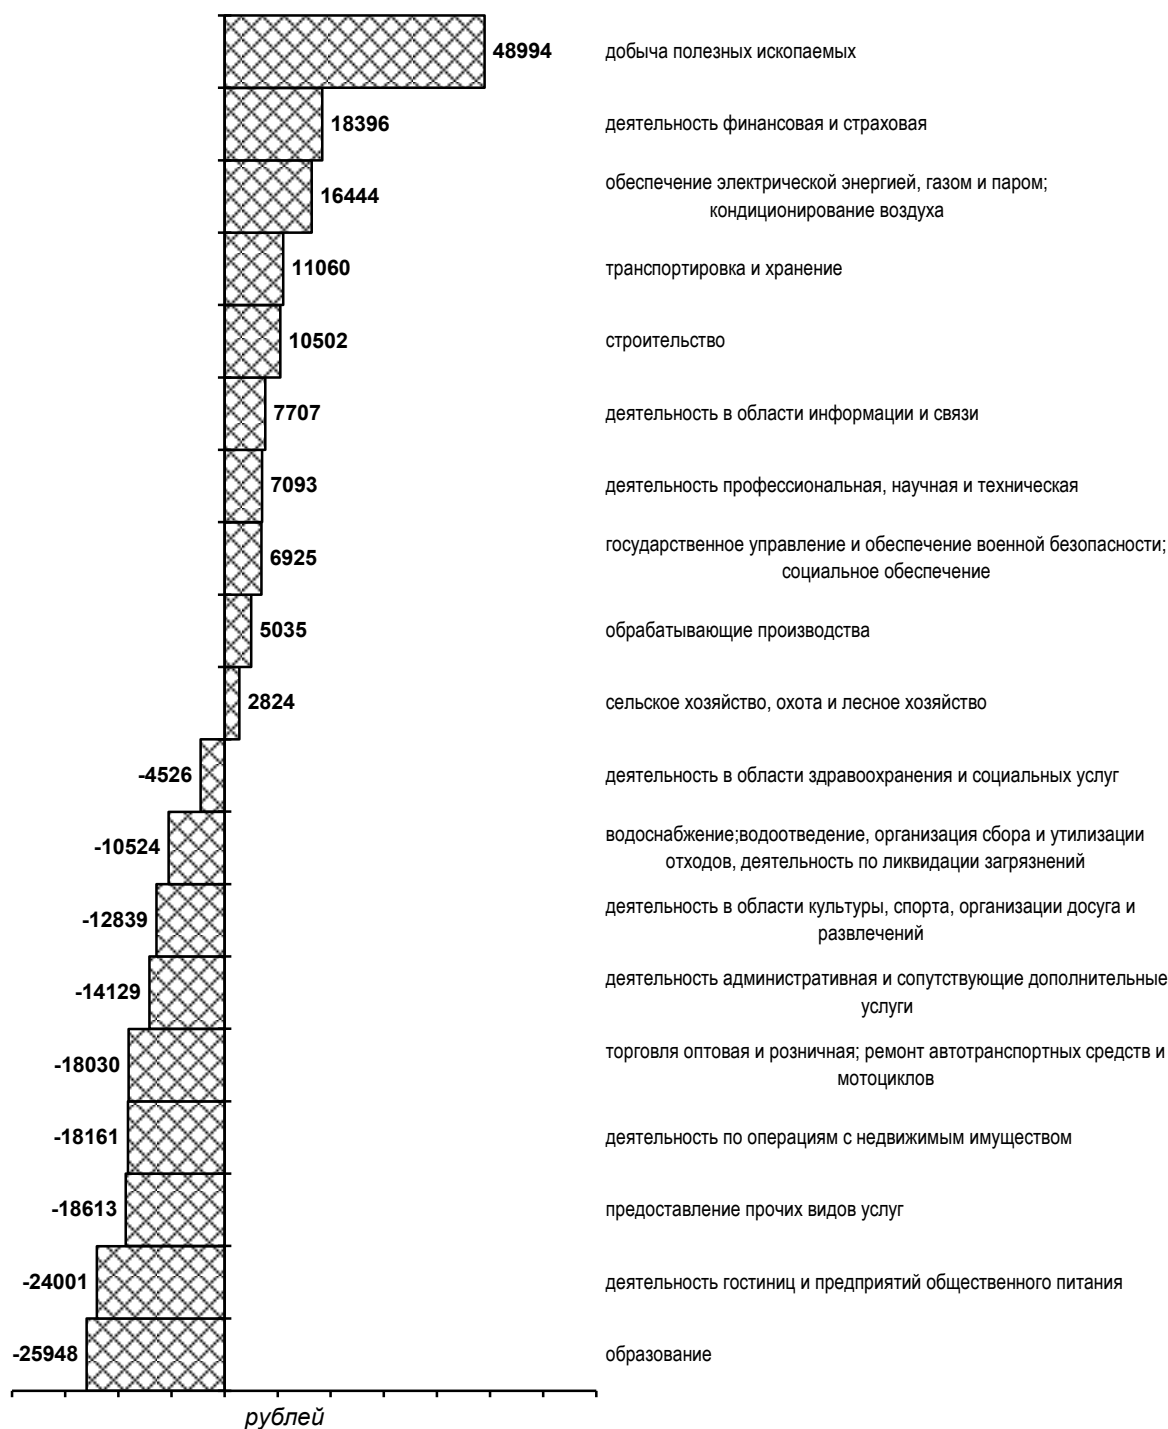 48994 добыча полезных ископаемых
18396 деятельность финансовая и страховая
16444 обеспечение электрической энергией, газом и паром;
кондиционирование воздуха
11060 транспортировка и хранение
10502 строительство
7707 деятельность в области информации и связи
7093 деятельность профессиональная, научная и техническая
6925 государственное управление и обеспечение военной безопасности;
социальное обеспечение
5035 обрабатывающие производства
2824 сельское хозяйство, охота и лесное хозяйство
-4526 деятельность в области здравоохранения и социальных услуг
-10524 водоснабжение;водоотведение, организация сбора и утилизации
отходов, деятельность по ликвидации загрязнений
-12839 деятельность в области культуры, спорта, организации досуга и
развлечений
-14129 деятельность административная и сопутствующие дополнительные
услуги
-18030 торговля оптовая и розничная; ремонт автотранспортных средств и
мотоциклов
-18161 деятельность по операциям с недвижимым имуществом
-18613 предоставление прочих видов услуг
-24001 деятельность гостиниц и предприятий общественного питания
-25948 образование
рублей